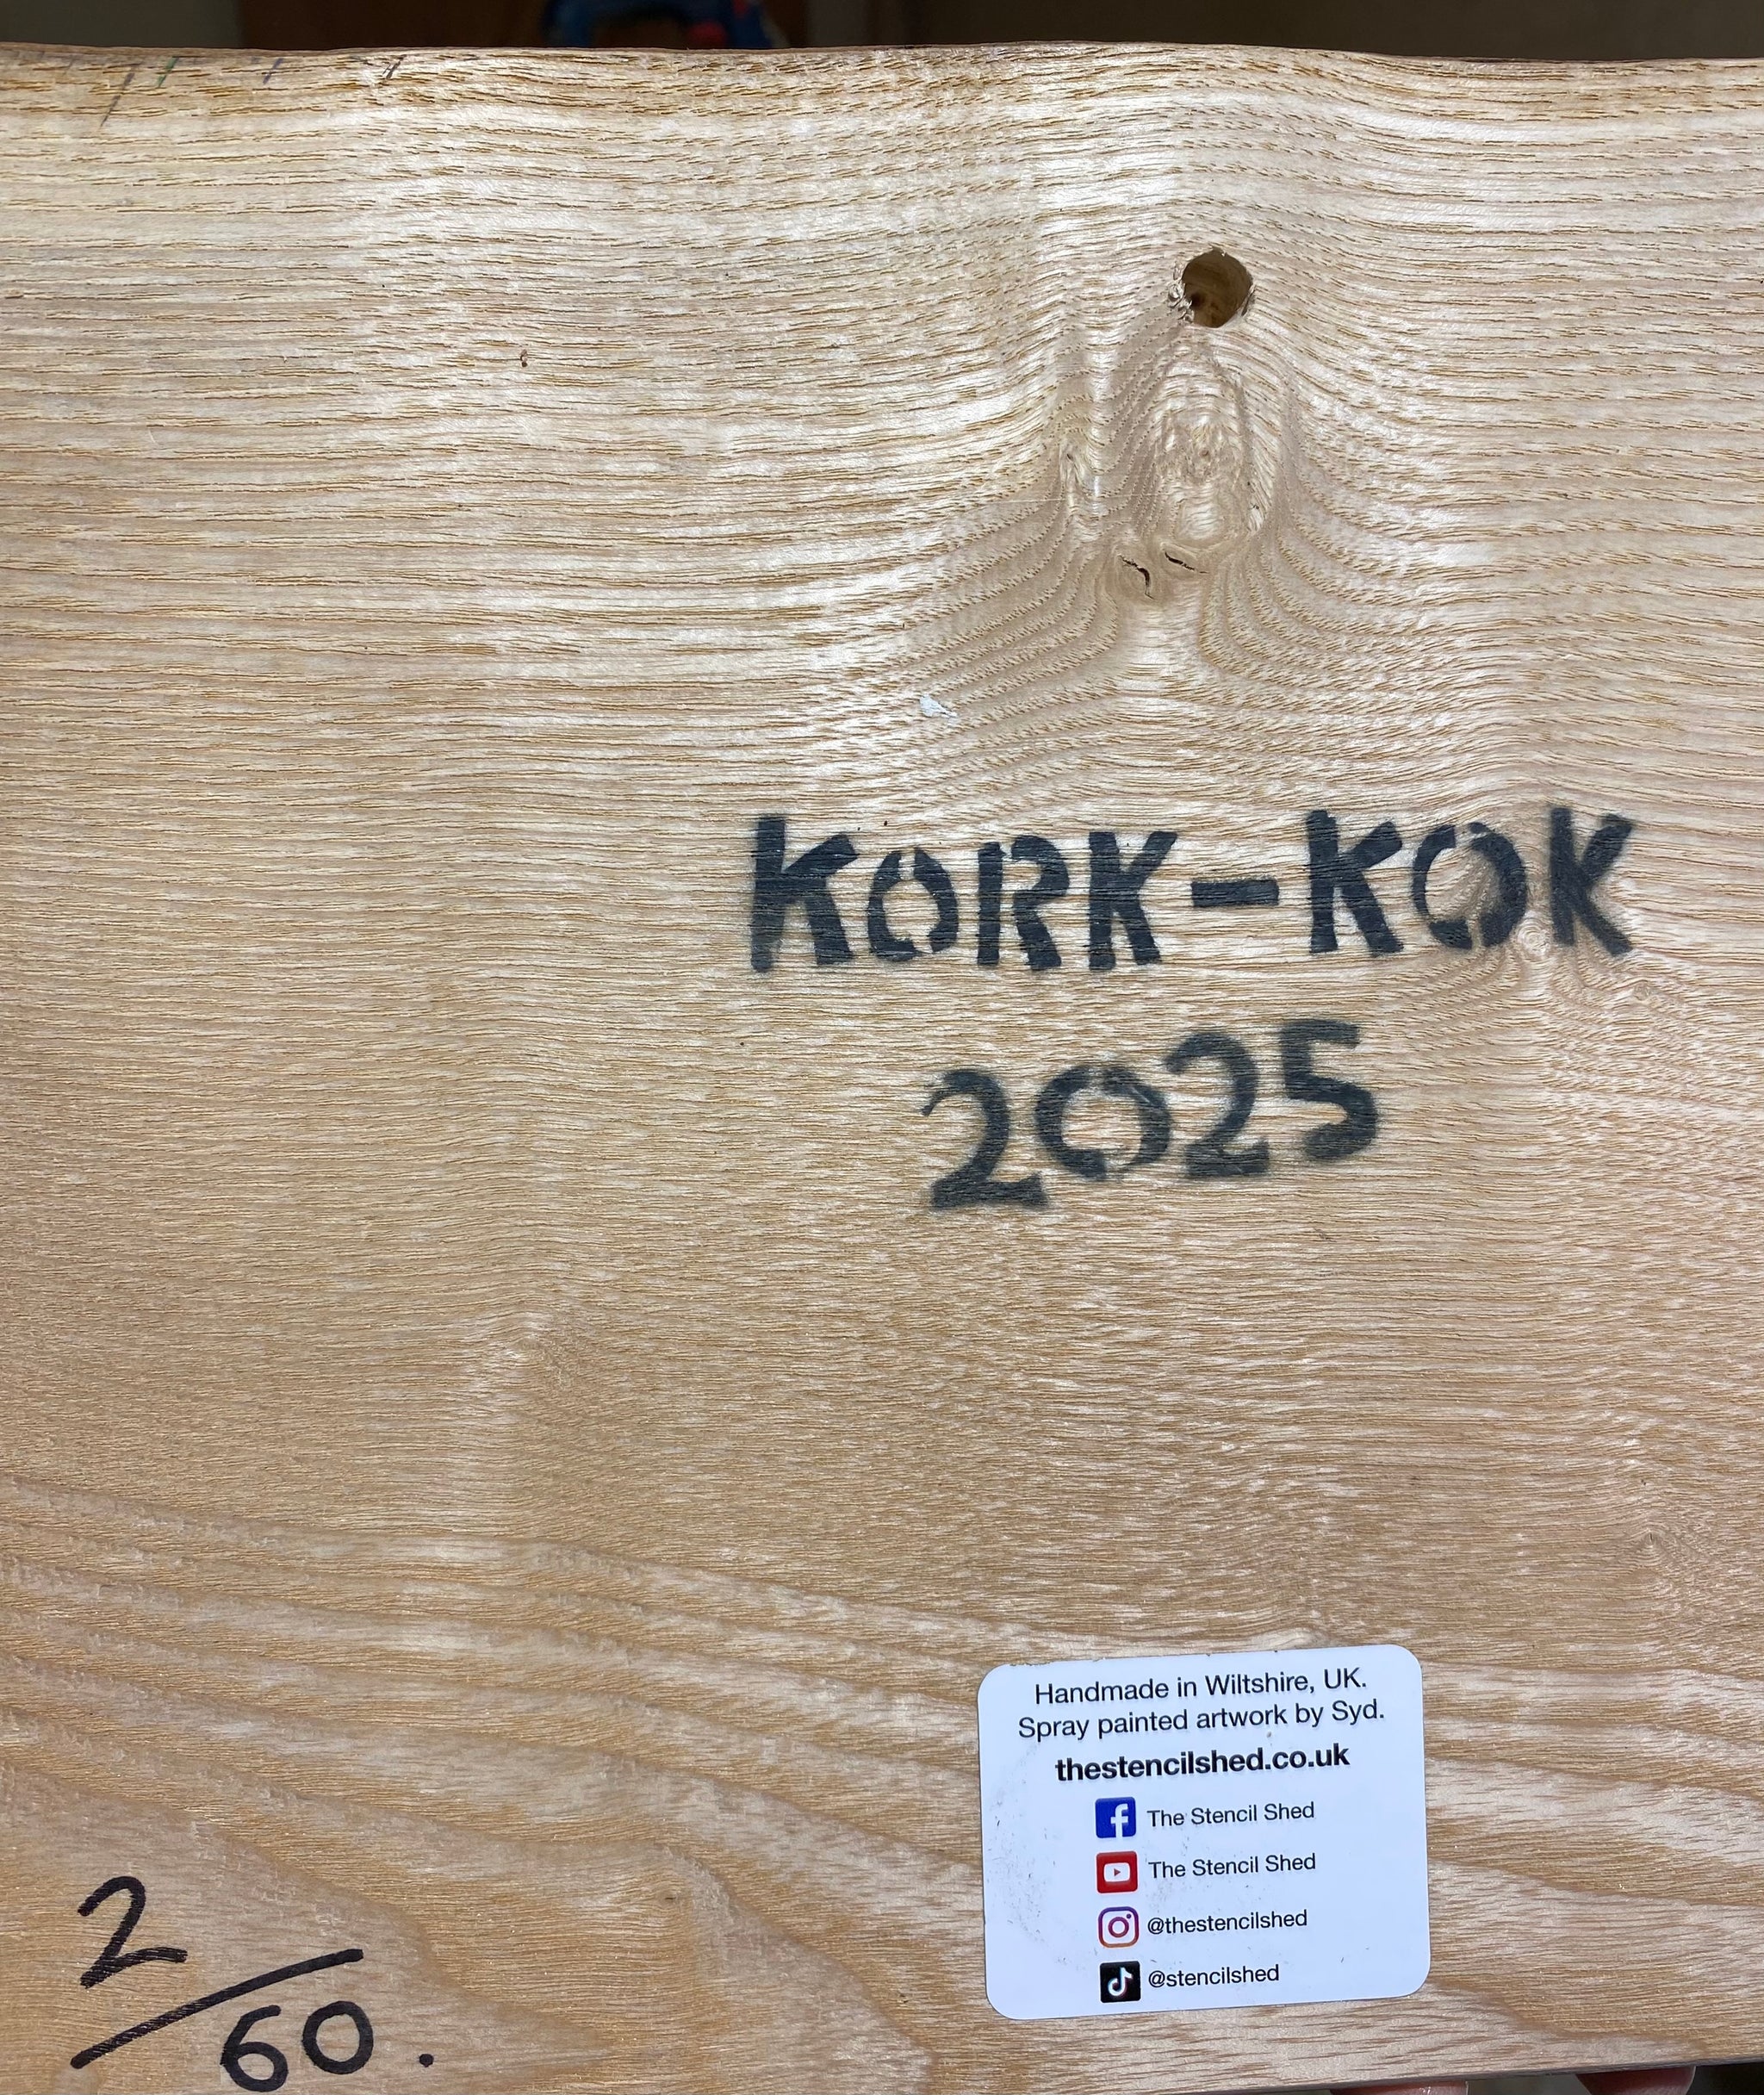 KORK-KOK
2025
Handmade in Wiltshire, UK.
Spray painted artwork by Syd.
thestencilshed.co.uk
The Stencil Shed
The Stencil Shed
@thestencilshed
@stencilshed
2/60.